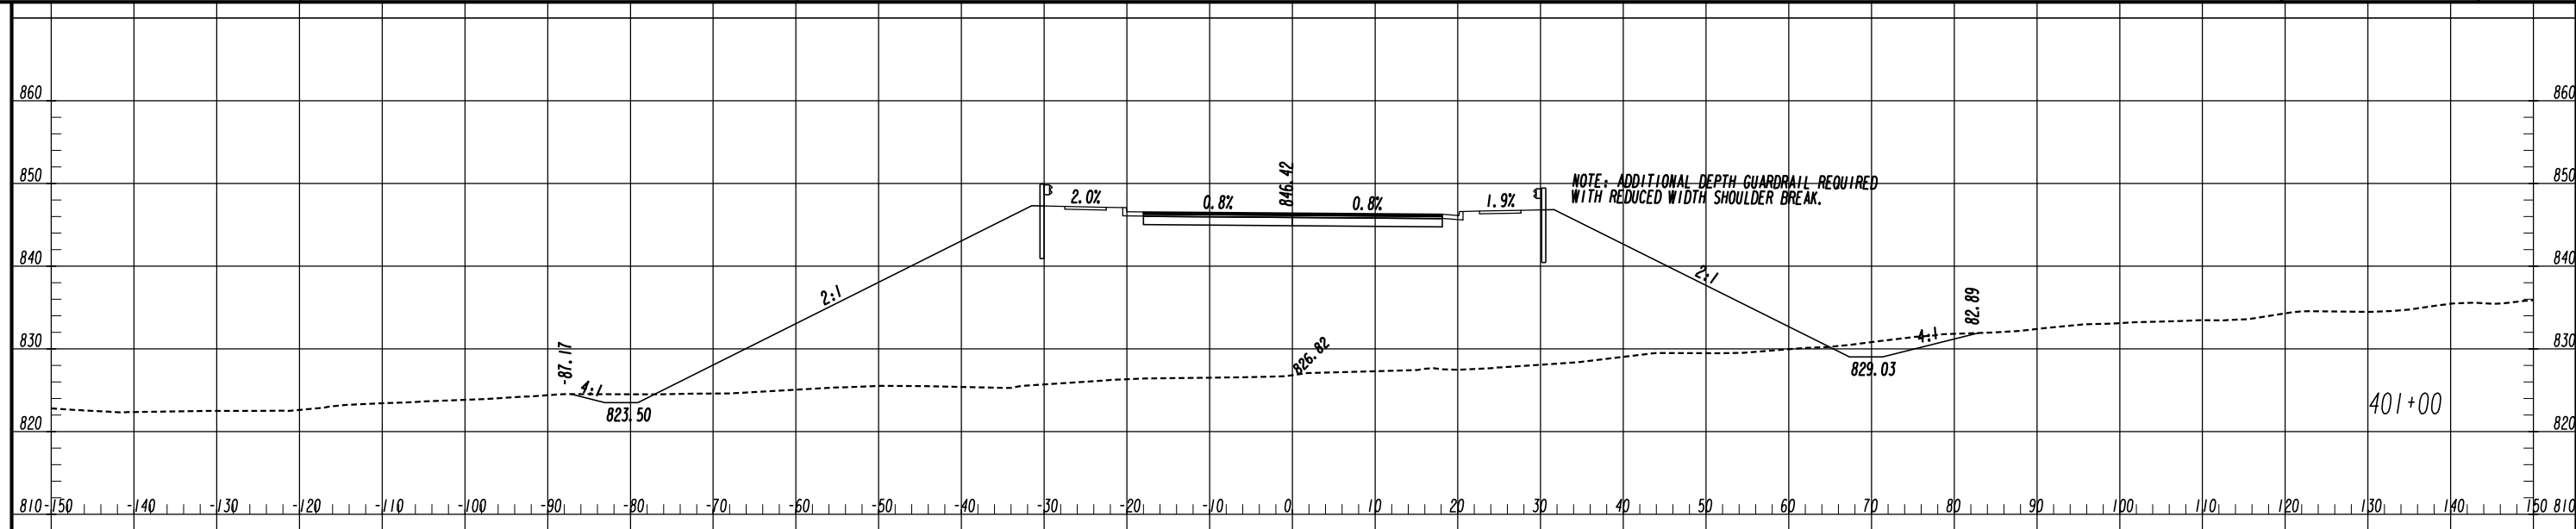 860 860
850 850
840 840
830 830
820 820
846.42
2.0% 0.8% 0.8% 1.9%
NOTE: ADDITIONAL DEPTH GUARDRAIL REQUIRED
WITH REDUCED WIDTH SHOULDER BREAK.
2:1 2:1
-87.17 4:1 823.50
826.82
829.03 4:1 82.89
401+00
810 -150 -140 -130 -120 -110 -100 -90 -80 -70 -60 -50 -40 -30 -20 -10 0 10 20 30 40 50 60 70 80 90 100 110 120 130 140 150 810